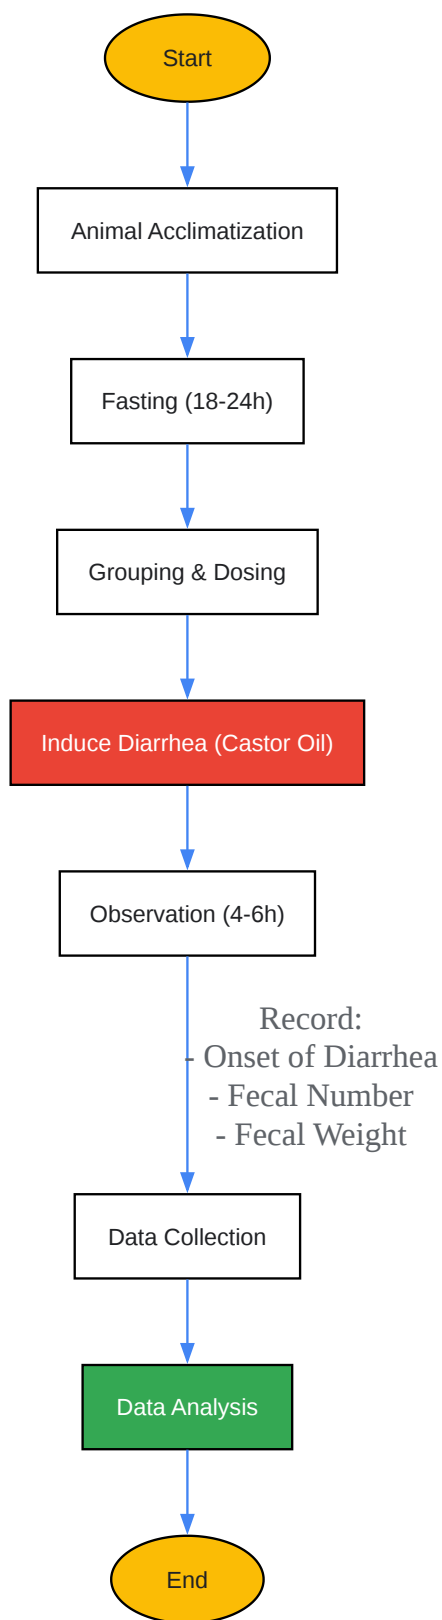 Start
Animal Acclimatization
Fasting (18-24h)
Grouping & Dosing
Induce Diarrhea (Castor Oil)
Observation (4-6h)
Record:
- Onset of Diarrhea
- Fecal Number
- Fecal Weight
Data Collection
Data Analysis
End